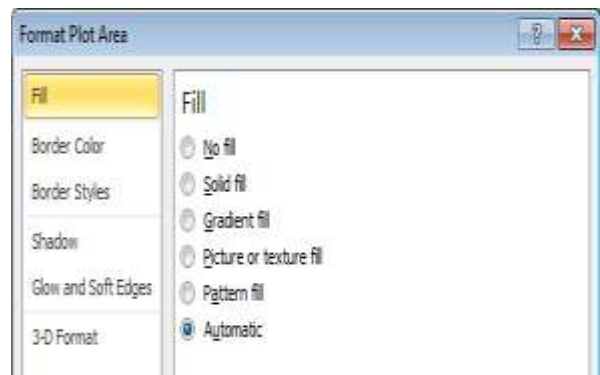 Format Plot Area
Fill
Border Color
Border Styles
Shadow
Glow and Soft Edges
3-D Format
Fill
No fill
Solid fill
Gradient fill
Picture or texture fill
Pattern fill
Automatic